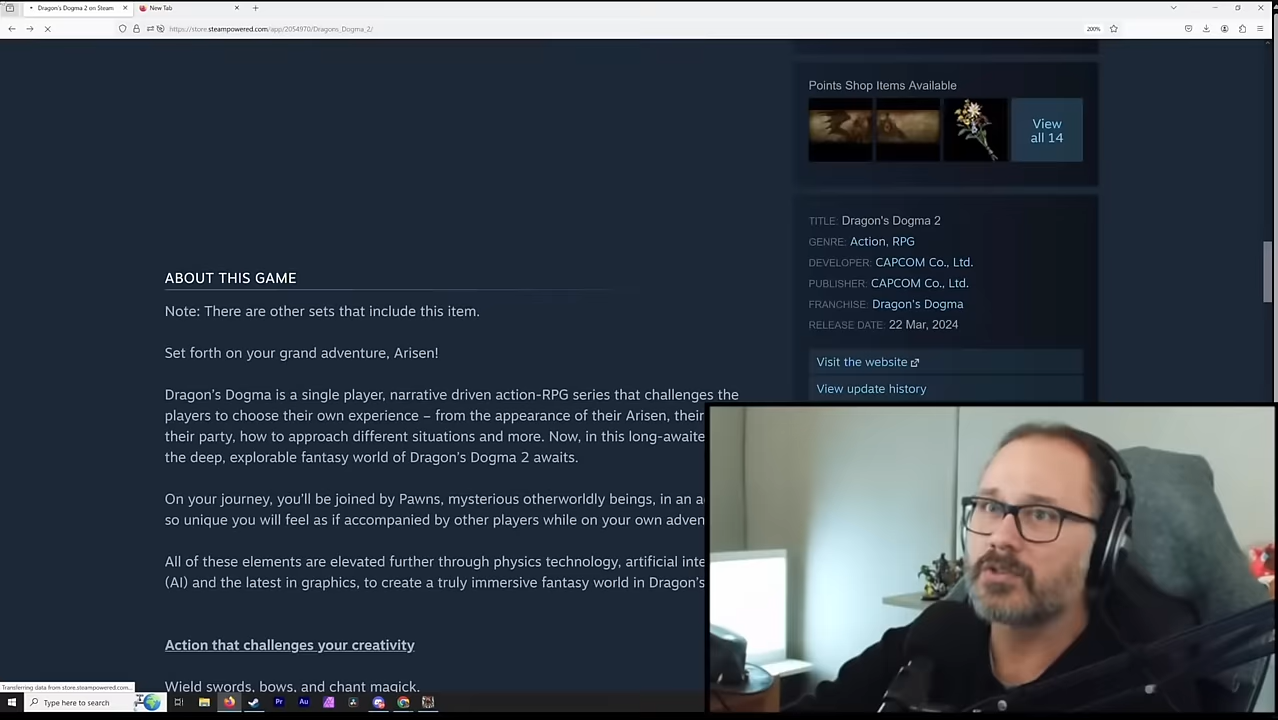 Dragon's Dogma 2 on Steam
New Tab
https://store.steampowered.com/app/2054970/Dragons_Dogma_2/
200%
Points Shop Items Available
View
all 14
TITLE: Dragon's Dogma 2
GENRE: Action, RPG
DEVELOPER: CAPCOM Co., Ltd.
PUBLISHER: CAPCOM Co., Ltd.
FRANCHISE: Dragon's Dogma
RELEASE DATE: 22 Mar, 2024
Visit the website
View update history
ABOUT THIS GAME
Note: There are other sets that include this item.
Set forth on your grand adventure, Arisen!
Dragon's Dogma is a single player, narrative driven action-RPG series that challenges the
players to choose their own experience – from the appearance of their Arisen, their
their party, how to approach different situations and more. Now, in this long-awaite
the deep, explorable fantasy world of Dragon's Dogma 2 awaits.
On your journey, you'll be joined by Pawns, mysterious otherworldly beings, in an a
so unique you will feel as if accompanied by other players while on your own adven
All of these elements are elevated further through physics technology, artificial inte
(AI) and the latest in graphics, to create a truly immersive fantasy world in Dragon's
Action that challenges your creativity
Wield swords, bows, and chant magick.
Transferring data from store.steampowered.com...
Type here to search
Pr
Au